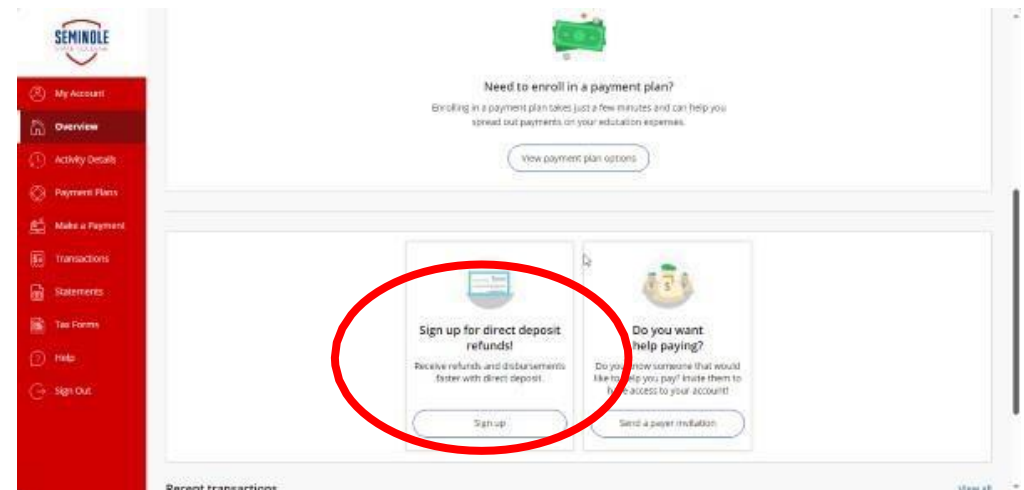 SEMINOLE
My Account
Overview
Activity Details
Payment Plans
Make a Payment
Transactions
Statements
Tax Forms
Help
Sign Out
Need to enroll in a payment plan?
Enrolling in a payment plan takes just a few minutes and can help you
spread out payments on your education expenses.
View payment plan options
Sign up for direct deposit
refunds!
Receive refunds and disbursements
faster with direct deposit.
Sign up
Do you want
help paying?
Do you know someone that would
like to help you pay? Invite them to
have access to your account!
Send a payer invitation
Recent transactions
View all